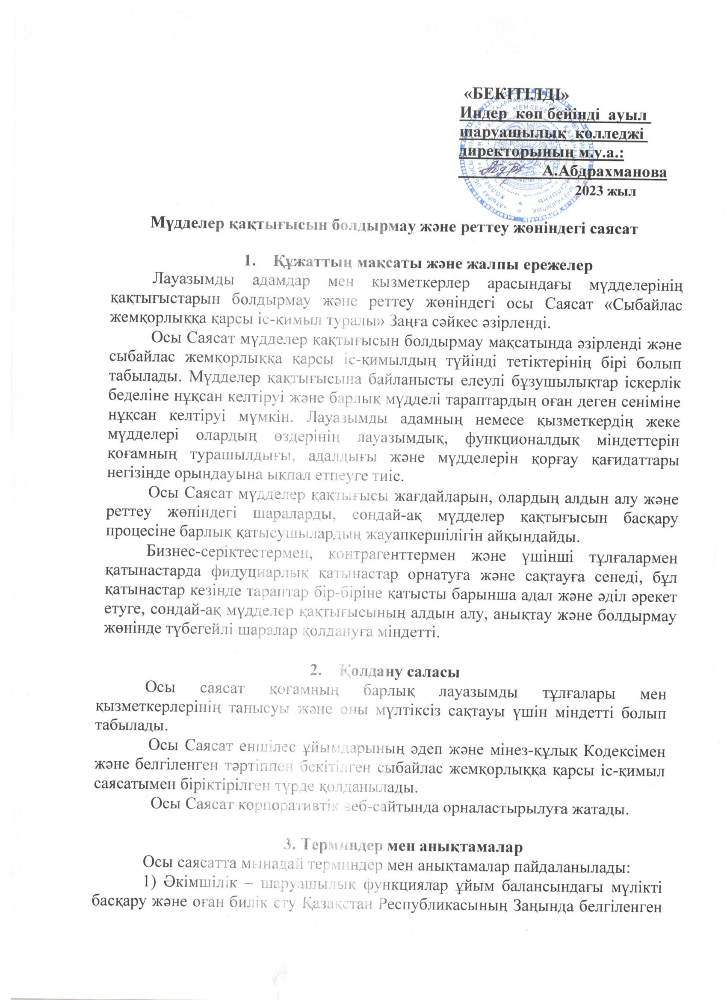 «БЕКІТІЛДІ»
Индер көп бейінді ауыл
шаруашылық колледжі
директорының м.у.а.:
А.Абдрахманова
2023 жыл
Мүдделер қақтығысын болдырмау және реттеу жөніндегі саясат
1. Құжаттың мақсаты және жалпы ережелер
Лауазымды адамдар мен қызметкерлер арасындағы мүдделерінің
қақтығыстарын болдырмау және реттеу жөніндегі осы Саясат «Сыбайлас
жемқорлыққа қарсы іс-қимыл туралы» Заңға сәйкес әзірленді.
Осы Саясат мүдделер қақтығысын болдырмау мақсатында әзірленді және
сыбайлас жемқорлыққа қарсы іс-қимылдың түйінді тетіктерінің бірі болып
табылады. Мүдделер қақтығысына байланысты елеулі бұзушылықтар іскерлік
беделіне нұқсан келтіруі және барлық мүдделі тараптардың оған деген сеніміне
нұқсан келтіруі мүмкін. Лауазымды адамның немесе қызметкердің жеке
мүдделері олардың өздерінің лауазымдық, функционалдық міндеттерін
қоғамның турашылдығы, адалдығы және мүдделерін қорғау қағидаттары
негізінде орындауына ықпал етпеуге тиіс.
Осы Саясат мүдделер қақтығысы жағдайларын, олардың алдын алу және
реттеу жөніндегі шараларды, сондай-ақ мүдделер қақтығысын басқару
процесіне барлық қатысушылардың жауапкершілігін айқындайды.
Бизнес-серіктестермен, контрагенттермен және үшінші тұлғалармен
қатынастарда фидуциарлық қатынастар орнатуға және сақтауға сенеді, бұл
қатынастар кезінде тараптар бір-біріне қатысты барынша адал және әділ әрекет
етуге, сондай-ақ мүдделер қақтығысының алдын алу, анықтау және болдырмау
жөнінде түбегейлі шаралар қолдануға міндетті.
2. Қолдану саласы
Осы саясат қоғамның барлық лауазымды тұлғалары мен
қызметкерлерінің танысуы және оны мүлтіксіз сақтауы үшін міндетті болып
табылады.
Осы Саясат еншілес ұйымдарының әдеп және мінез-құлық Кодексімен
және белгіленген тәртіппен бекітілген сыбайлас жемқорлыққа қарсы іс-қимыл
саясатымен біріктірілген түрде қолданылады.
Осы Саясат корпоративтік веб-сайтында орналастырылуға жатады.
3. Терминдер мен анықтамалар
Осы саясатта мынадай терминдер мен анықтамалар пайдаланылады:
1) Әкімшілік – шаруашылық функциялар ұйым балансындағы мүлікті
басқару және оған билік ету Қазақстан Республикасының Заңында белгіленген